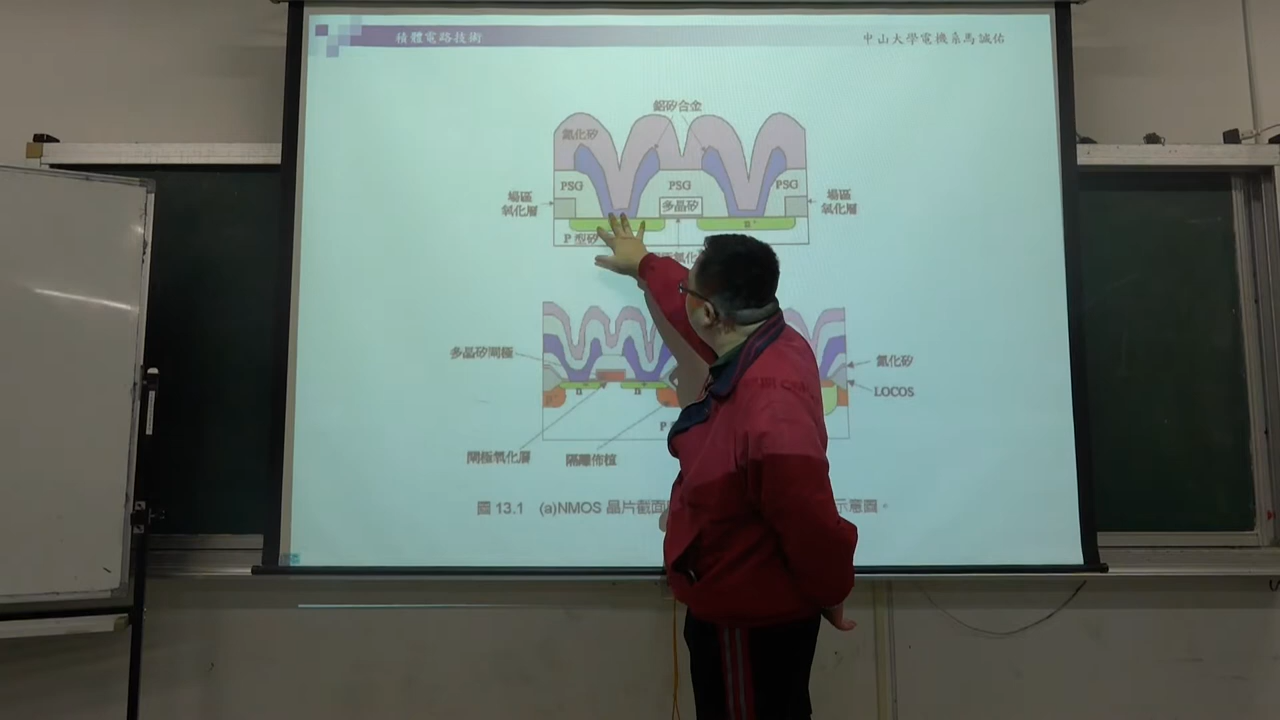 積體電路技術
中山大學電機系馬誠佑
鋁矽合金
氮化矽
PSG
PSG
PSG
場區
氧化層
場區
氧化層
多晶矽
n⁺
P 型矽
多晶矽閘極
氮化矽
LOCOS
n⁻
n⁻
P
閘極氧化層
隔離佈植
圖 13.1 (a)NMOS 晶片截面
示意圖。